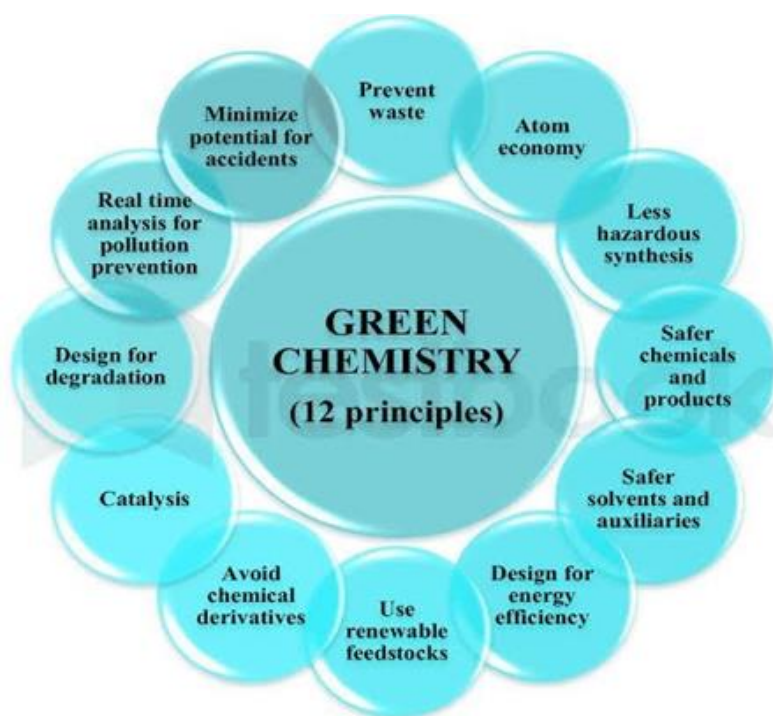 GREEN
CHEMISTRY
(12 principles)
Prevent
waste
Atom
economy
Less
hazardous
synthesis
Safer
chemicals
and
products
Safer
solvents and
auxiliaries
Design for
energy
efficiency
Use
renewable
feedstocks
Avoid
chemical
derivatives
Catalysis
Design for
degradation
Real time
analysis for
pollution
prevention
Minimize
potential for
accidents
testbook